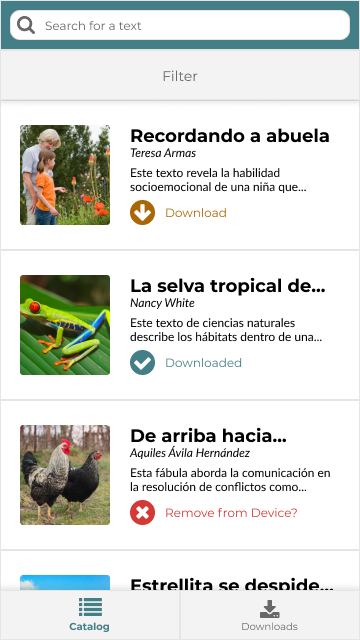 Search for a text
Filter
Recordando a abuela
Teresa Armas
Este texto revela la habilidad
socioemocional de una niña que...
Download
La selva tropical de...
Nancy White
Este texto de ciencias naturales
describe los hábitats dentro de una...
Downloaded
De arriba hacia...
Aquiles Ávila Hernández
Esta fábula aborda la comunicación en
la resolución de conflictos como...
Remove from Device?
Estrellita se despide...
Catalog
Downloads